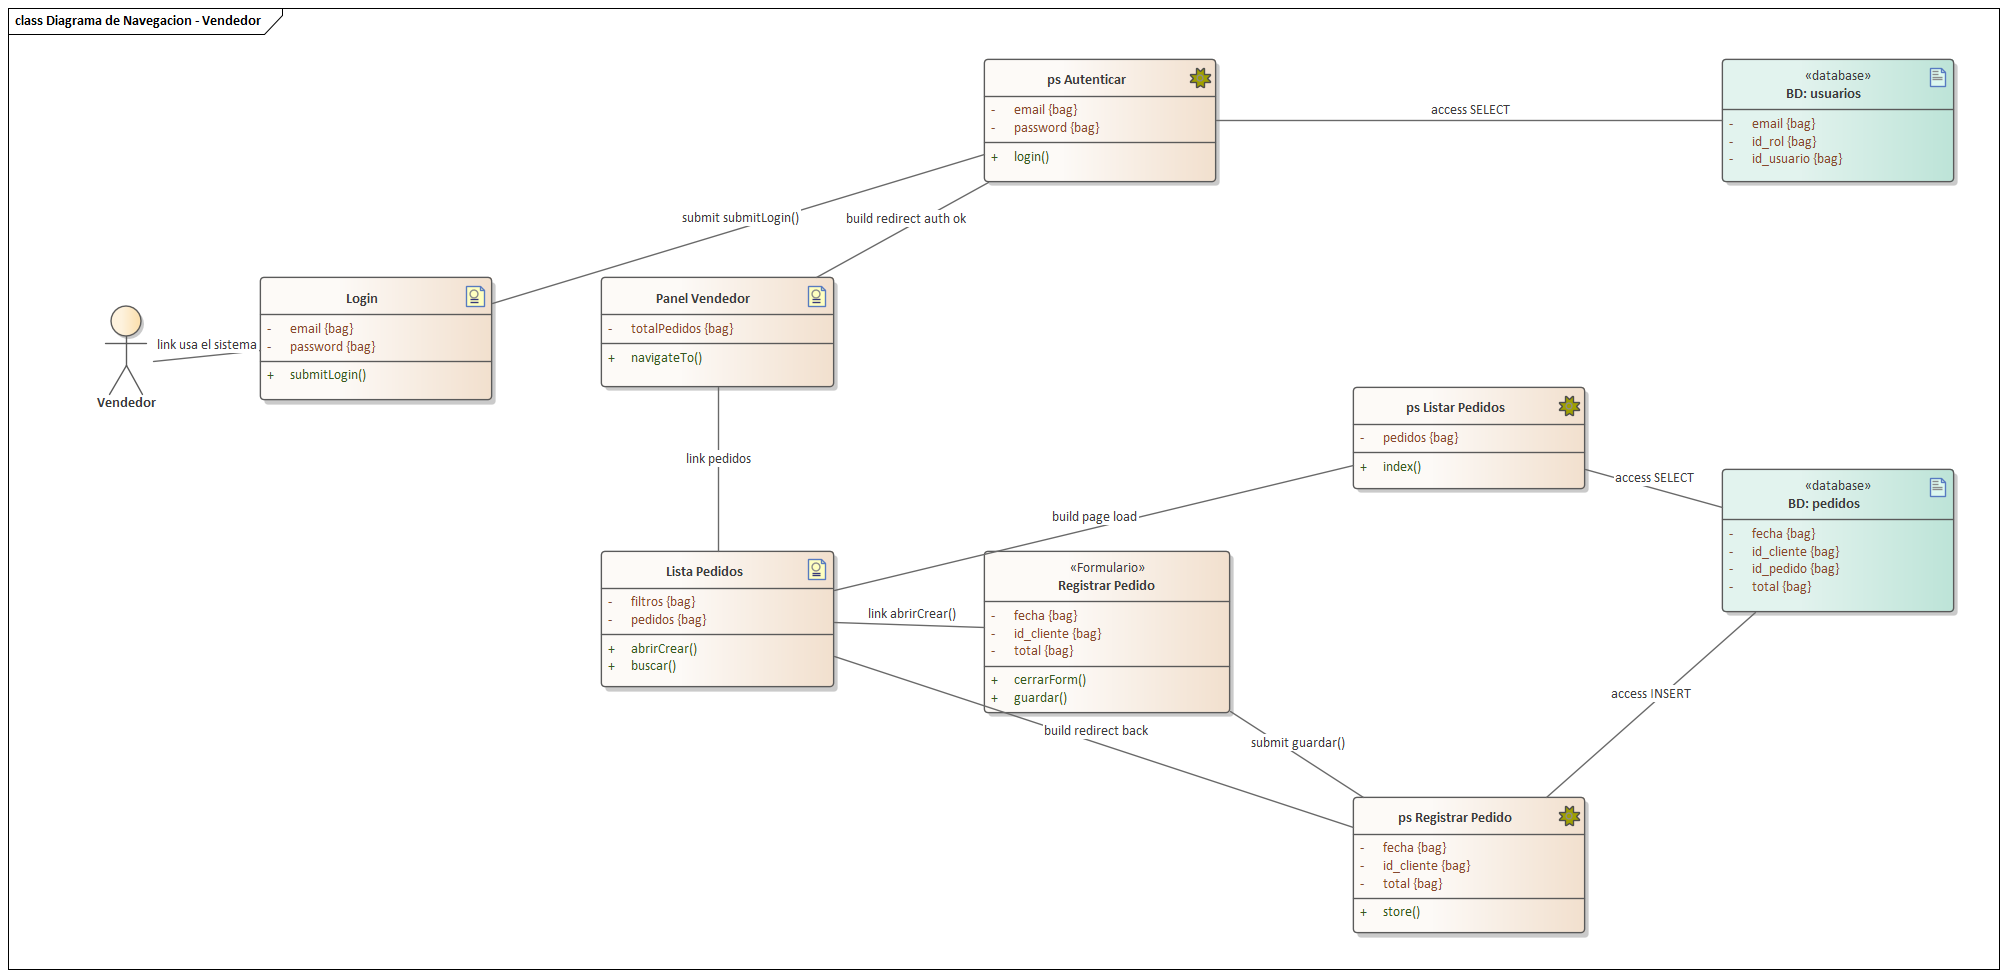 class Diagrama de Navegacion - Vendedor
ps Autenticar
- email {bag}
- password {bag}
+ login()
access SELECT
«database»
BD: usuarios
- email {bag}
- id_rol {bag}
- id_usuario {bag}
submit submitLogin()
build redirect auth ok
Vendedor
link usa el sistema
Login
- email {bag}
- password {bag}
+ submitLogin()
Panel Vendedor
- totalPedidos {bag}
+ navigateTo()
link pedidos
ps Listar Pedidos
- pedidos {bag}
+ index()
access SELECT
«database»
BD: pedidos
- fecha {bag}
- id_cliente {bag}
- id_pedido {bag}
- total {bag}
build page load
Lista Pedidos
- filtros {bag}
- pedidos {bag}
+ abrirCrear()
+ buscar()
link abrirCrear()
«Formulario»
Registrar Pedido
- fecha {bag}
- id_cliente {bag}
- total {bag}
+ cerrarForm()
+ guardar()
build redirect back
submit guardar()
access INSERT
ps Registrar Pedido
- fecha {bag}
- id_cliente {bag}
- total {bag}
+ store()